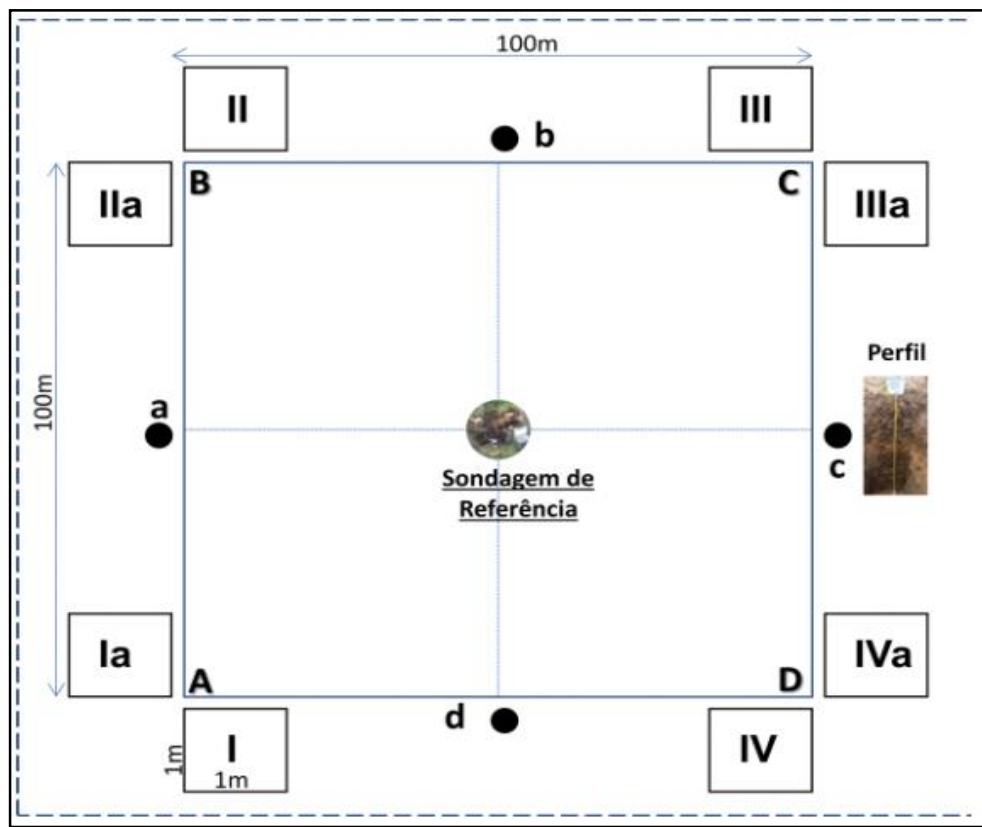 100m
II
III
b
B
C
IIa
IIIa
100m
Perfil
a
c
Sondagem de
Referência
Ia
IVa
A
D
d
I
IV
1m
1m